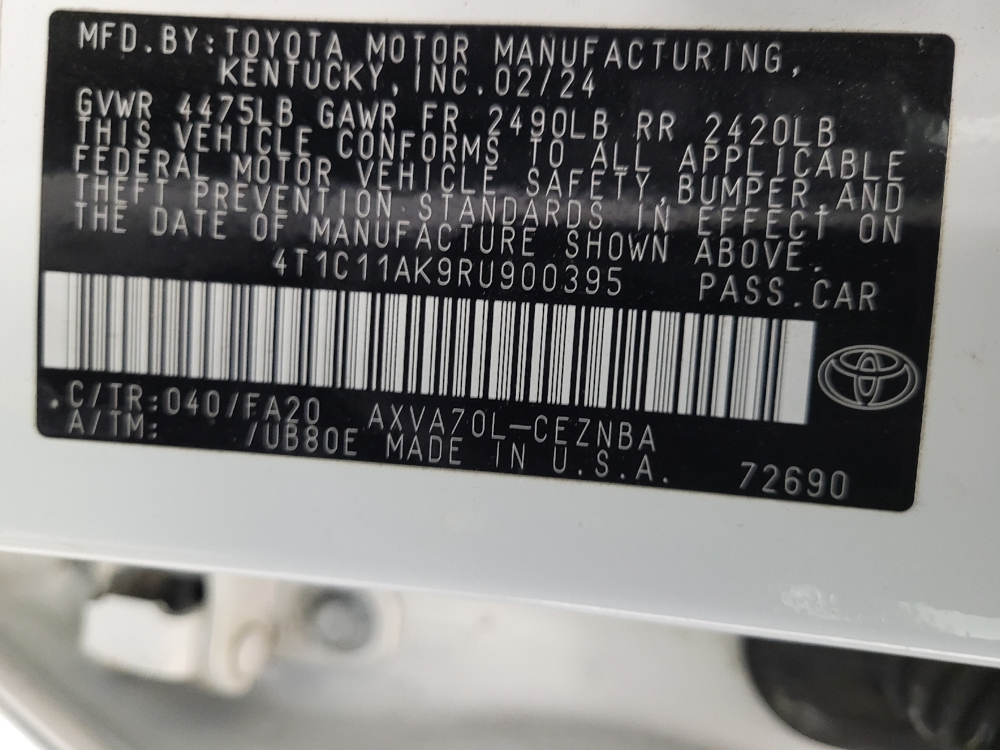 MFD.BY:TOYOTA MOTOR MANUFACTURING,
KENTUCKY,INC.02/24
GVWR 4475LB GAWR FR 2490LB RR 2420LB
THIS VEHICLE CONFORMS TO ALL APPLICABLE
FEDERAL MOTOR VEHICLE SAFETY,BUMPER,AND
THEFT PREVENTION STANDARDS IN EFFECT ON
THE DATE OF MANUFACTURE SHOWN ABOVE.
4T1C11AK9RU900395 PASS.CAR
C/TR:040/FA20 AXVA70L-CEZNBA
A/TM: /UB80E MADE IN U.S.A. 72690